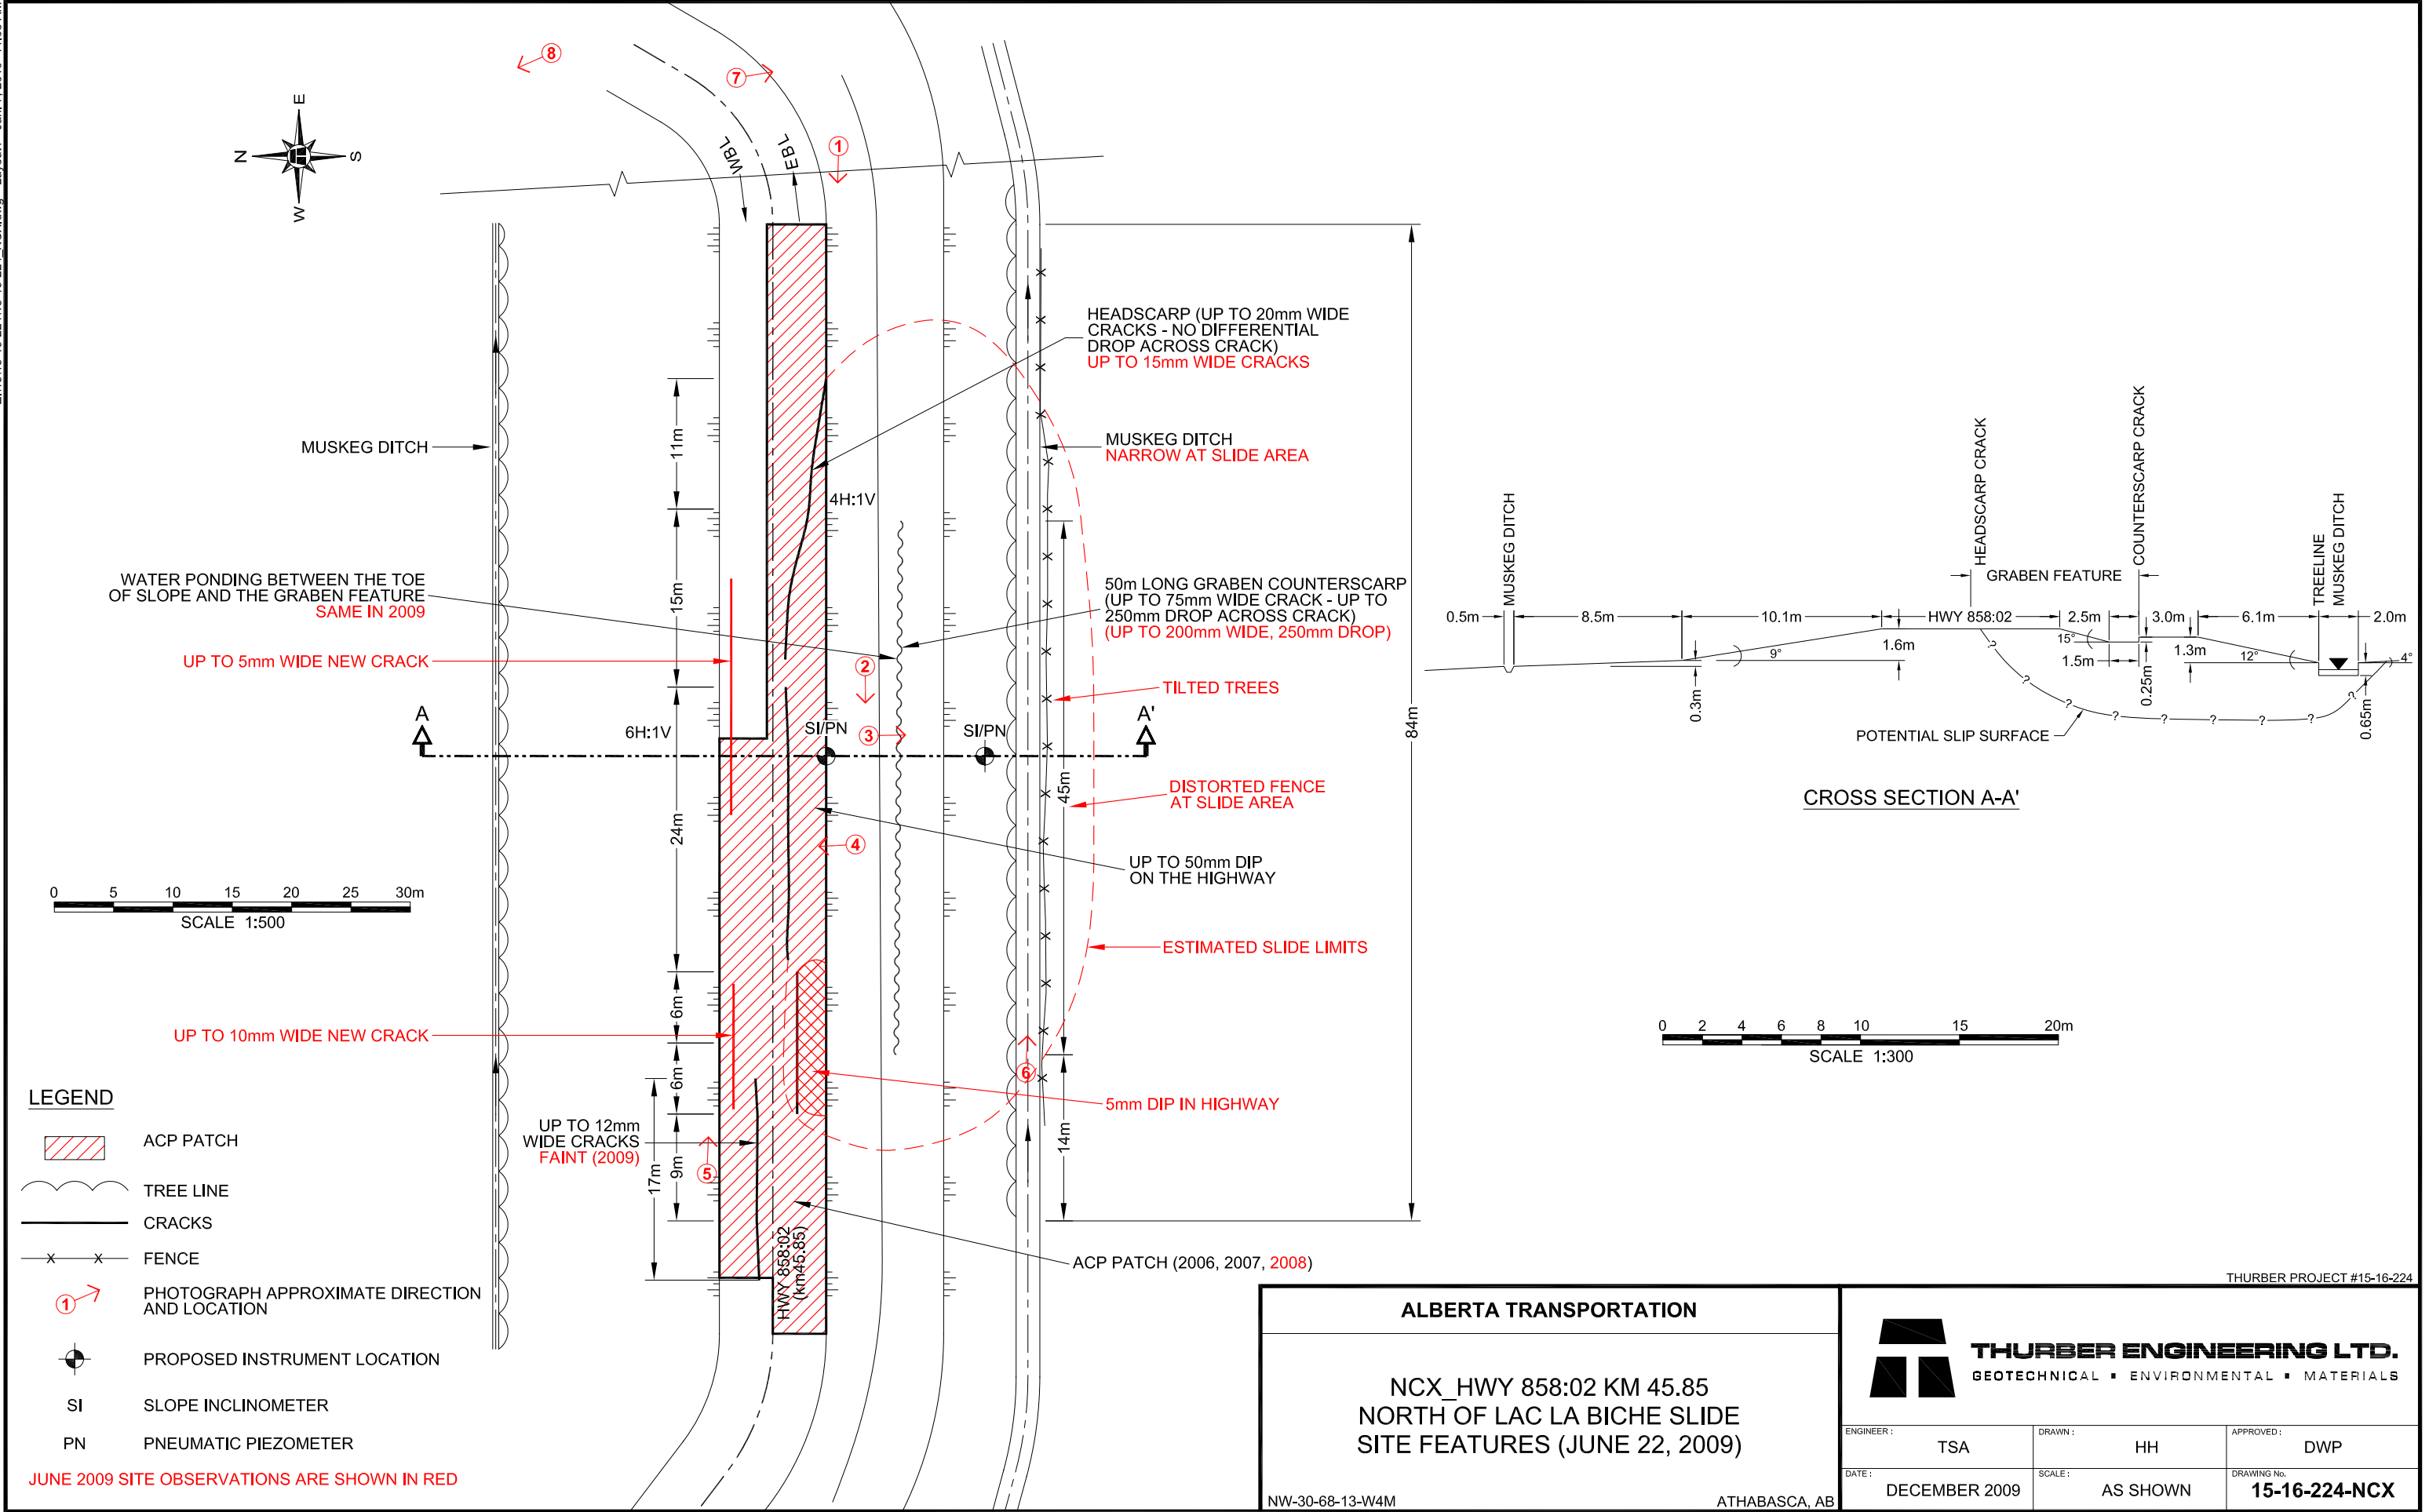 8
7
1
E
N
S
W
WBL
EBL
HEADSCARP (UP TO 20mm WIDE
CRACKS - NO DIFFERENTIAL
DROP ACROSS CRACK)
UP TO 15mm WIDE CRACKS
MUSKEG DITCH
11m
4H:1V
MUSKEG DITCH
NARROW AT SLIDE AREA
WATER PONDING BETWEEN THE TOE
OF SLOPE AND THE GRABEN FEATURE
SAME IN 2009
15m
50m LONG GRABEN COUNTERSCARP
(UP TO 75mm WIDE CRACK - UP TO
250mm DROP ACROSS CRACK)
(UP TO 200mm WIDE, 250mm DROP)
UP TO 5mm WIDE NEW CRACK
2
TILTED TREES
A
A'
6H:1V
SI/PN
3
SI/PN
84m
45m
DISTORTED FENCE
AT SLIDE AREA
24m
4
UP TO 50mm DIP
ON THE HIGHWAY
0 5 10 15 20 25 30m
SCALE 1:500
ESTIMATED SLIDE LIMITS
6m
UP TO 10mm WIDE NEW CRACK
6m
6
5mm DIP IN HIGHWAY
UP TO 12mm
WIDE CRACKS
FAINT (2009)
17m
9m
5
14m
HWY 858:02
(km45.85)
ACP PATCH (2006, 2007, 2008)
MUSKEG DITCH
HEADSCARP CRACK
COUNTERSCARP CRACK
TREELINE
MUSKEG DITCH
GRABEN FEATURE
0.5m
8.5m
10.1m
HWY 858:02
2.5m
3.0m
6.1m
2.0m
0.3m
9°
1.6m
15°
1.5m
0.25m
1.3m
12°
4°
0.65m
? ? ? ? ? ? ? ? ?
POTENTIAL SLIP SURFACE
CROSS SECTION A-A'
0 2 4 6 8 10 15 20m
SCALE 1:300
LEGEND
ACP PATCH
TREE LINE
CRACKS
X X FENCE
1 PHOTOGRAPH APPROXIMATE DIRECTION
AND LOCATION
PROPOSED INSTRUMENT LOCATION
SI SLOPE INCLINOMETER
PN PNEUMATIC PIEZOMETER
JUNE 2009 SITE OBSERVATIONS ARE SHOWN IN RED
THURBER PROJECT #15-16-224
ALBERTA TRANSPORTATION
NCX_HWY 858:02 KM 45.85
NORTH OF LAC LA BICHE SLIDE
SITE FEATURES (JUNE 22, 2009)
NW-30-68-13-W4M
ATHABASCA, AB
THURBER ENGINEERING LTD.
GEOTECHNICAL ▪ ENVIRONMENTAL ▪ MATERIALS
ENGINEER : TSA
DRAWN : HH
APPROVED : DWP
DATE : DECEMBER 2009
SCALE : AS SHOWN
DRAWING No. 15-16-224-NCX